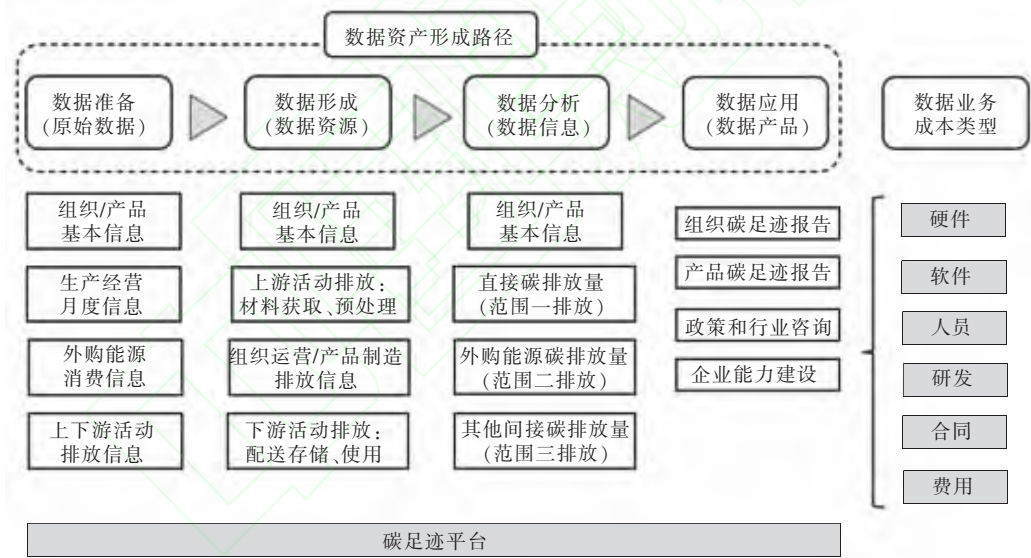 数据资产形成路径
数据准备
(原始数据)
数据形成
(数据资源)
数据分析
(数据信息)
数据应用
(数据产品)
数据业务
成本类型
组织/产品
基本信息
生产经营
月度信息
外购能源
消费信息
上下游活动
排放信息
组织/产品
基本信息
上游活动排放:
材料获取、预处理
组织运营/产品制造
排放信息
下游活动排放:
配送存储、使用
组织/产品
基本信息
直接碳排放量
(范围一排放)
外购能源碳排放量
(范围二排放)
其他间接碳排放量
(范围三排放)
组织碳足迹报告
产品碳足迹报告
政策和行业咨询
企业能力建设
硬件
软件
人员
研发
合同
费用
碳足迹平台